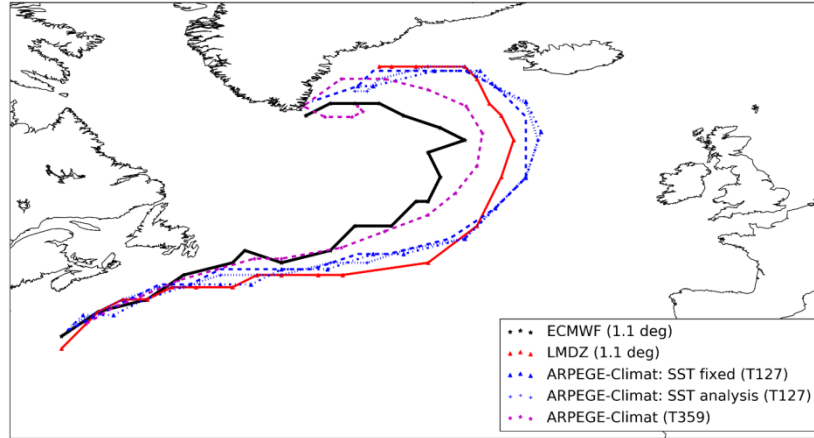 ECMWF (1.1 deg)
LMDZ (1.1 deg)
ARPEGE-Climat: SST fixed (T127)
ARPEGE-Climat: SST analysis (T127)
ARPEGE-Climat (T359)